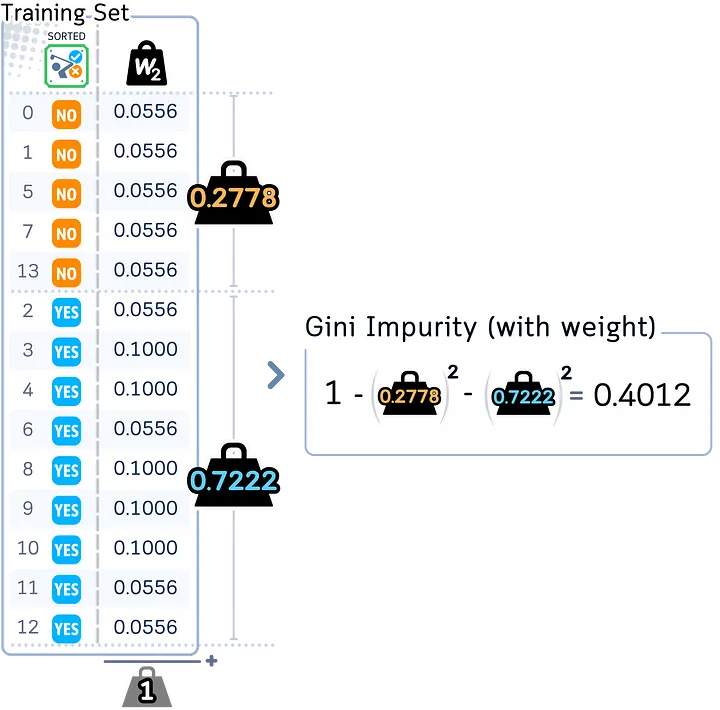 Training Set
SORTED
W2
0 NO 0.0556
1 NO 0.0556
5 NO 0.0556
7 NO 0.0556
13 NO 0.0556
0.2778
2 YES 0.0556
3 YES 0.1000
4 YES 0.1000
6 YES 0.0556
8 YES 0.1000
9 YES 0.1000
10 YES 0.1000
11 YES 0.0556
12 YES 0.0556
0.7222
+
1
Gini Impurity (with weight)
1 - (0.2778)² - (0.7222)² = 0.4012